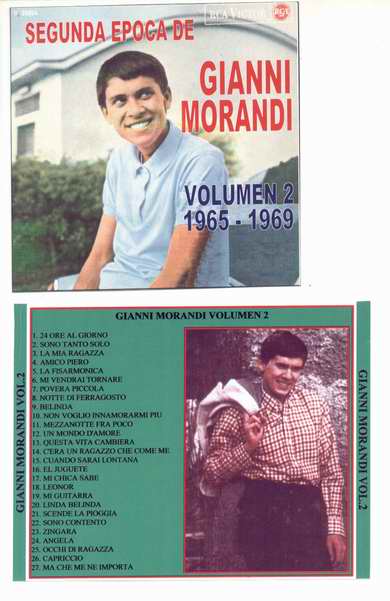 RCA VICTOR
RCA
SEGUNDA EPOCA DE
GIANNI
MORANDI
VOLUMEN 2
1965 - 1969
GIANNI MORANDI VOLUMEN 2
GIANNI MORANDI VOL.2
1. 24 ORE AL GIORNO
2. SONO TANTO SOLO
3. LA MIA RAGAZZA
4. AMICO PIERO
5. LA FISARMONICA
6. MI VENDRAI TORNARE
7. POVERA PICCOLA
8. NOTTE DI FERRAGOSTO
9. BELINDA
10. NON VOGLIO INNAMORARMI PIU
11. MEZZANOTTE FRA POCO
12. UN MONDO D'AMORE
13. QUESTA VITA CAMBIERA
14. C'ERA UN RAGAZZO CHE COME ME
15. CUANDO SARAI LONTANA
16. EL JUGUETE
17. MI CHICA SABE
18. LEONOR
19. MI GUITARRA
20. LINDA BELINDA
21. SCENDE LA PIOGGIA
22. SONO CONTENTO
23. ZINGARA
24. ANGELA
25. OCCHI DI RAGAZZA
26. CAPRICCIO
27. MA CHE ME NE IMPORTA
GIANNI MORANDI VOL.2